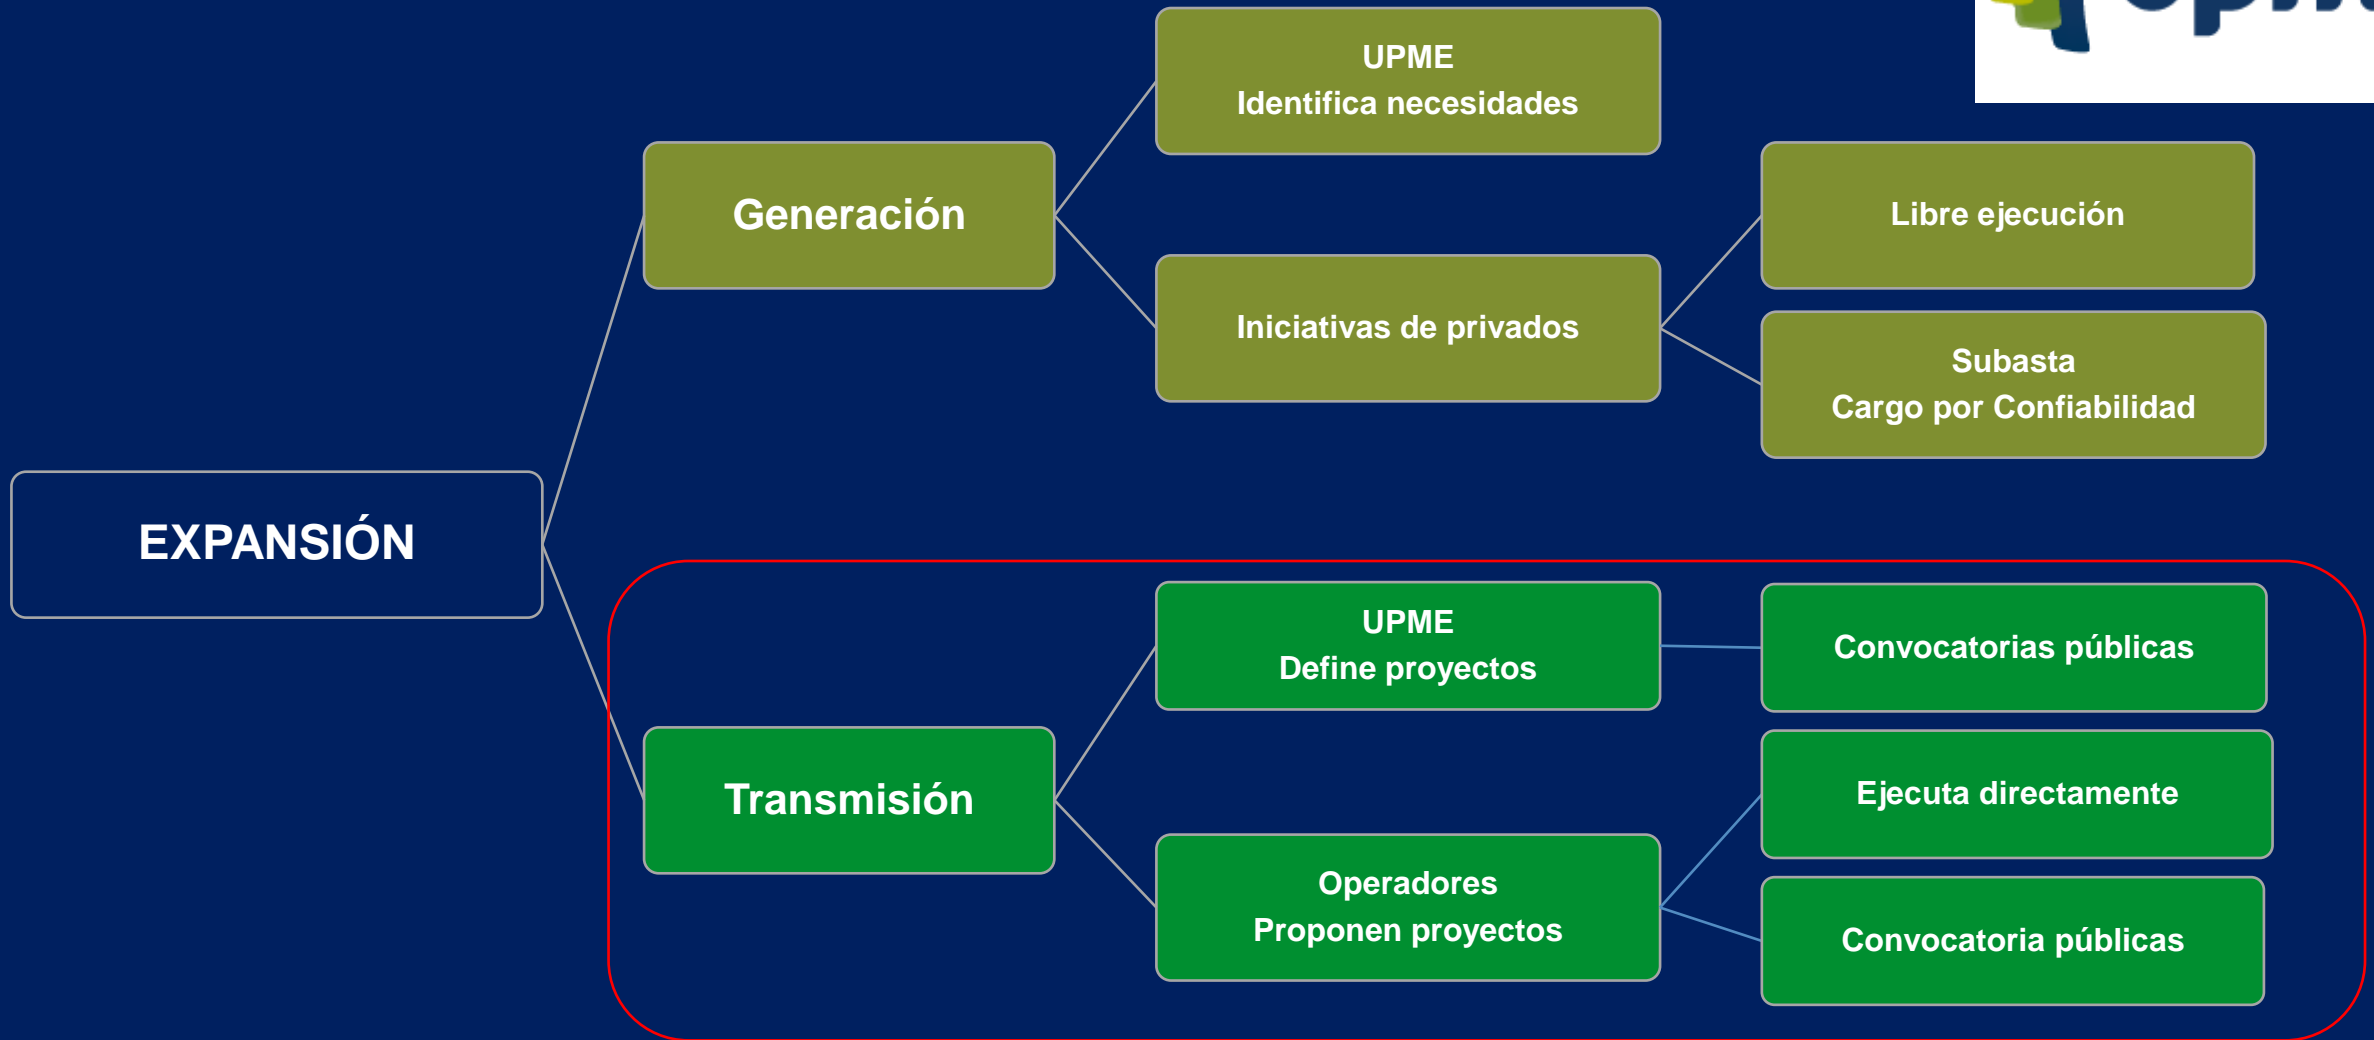 UPME
Identifica necesidades
Generación
Libre ejecución
Iniciativas de privados
Subasta
Cargo por Confiabilidad
EXPANSIÓN
UPME
Define proyectos
Convocatorias públicas
Transmisión
Ejecuta directamente
Operadores
Proponen proyectos
Convocatoria públicas